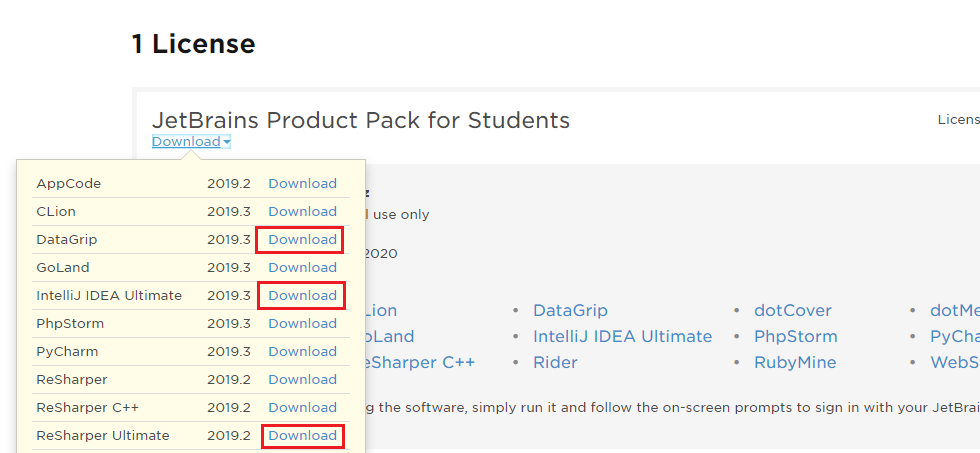 1 License
JetBrains Product Pack for Students
Licens
Download
AppCode 2019.2 Download
CLion 2019.3 Download
DataGrip 2019.3 Download
GoLand 2019.3 Download
IntelliJ IDEA Ultimate 2019.3 Download
PhpStorm 2019.3 Download
PyCharm 2019.3 Download
ReSharper 2019.2 Download
ReSharper C++ 2019.2 Download
ReSharper Ultimate 2019.2 Download
use only
2020
Lion • DataGrip • dotCover • dotMe
oLand • IntelliJ IDEA Ultimate • PhpStorm • PyCha
eSharper C++ • Rider • RubyMine • WebS
g the software, simply run it and follow the on-screen prompts to sign in with your JetBrai